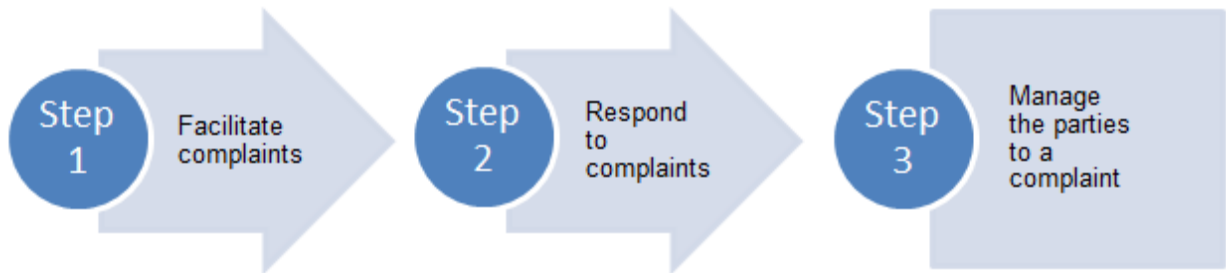 Step
1
Facilitate
complaints
Step
2
Respond
to
complaints
Step
3
Manage
the parties
to a
complaint